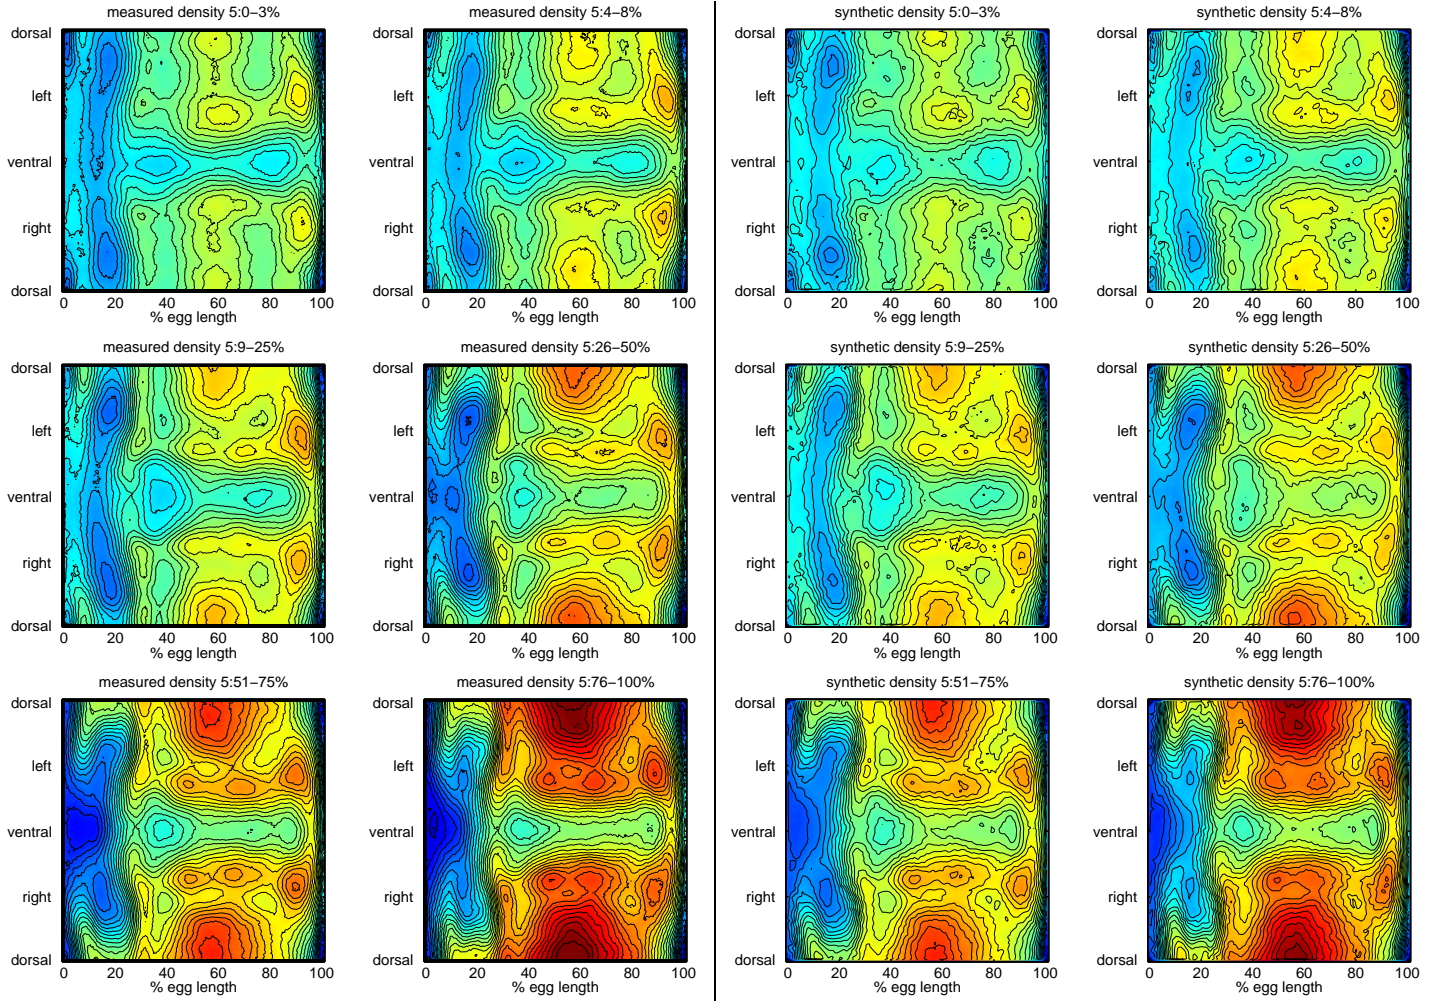 measured density 5:0−3%
measured density 5:4−8%
synthetic density 5:0−3%
synthetic density 5:4−8%
dorsal dorsal dorsal dorsal
left left left left
ventral ventral ventral ventral
right right right right
dorsal dorsal dorsal dorsal
0 20 40 60 80 100 0 20 40 60 80 100 0 20 40 60 80 100 0 20 40 60 80 100
% egg length % egg length % egg length % egg length
measured density 5:9−25%
measured density 5:26−50%
synthetic density 5:9−25%
synthetic density 5:26−50%
dorsal dorsal dorsal dorsal
left left left left
ventral ventral ventral ventral
right right right right
dorsal dorsal dorsal dorsal
0 20 40 60 80 100 0 20 40 60 80 100 0 20 40 60 80 100 0 20 40 60 80 100
% egg length % egg length % egg length % egg length
measured density 5:51−75%
measured density 5:76−100%
synthetic density 5:51−75%
synthetic density 5:76−100%
dorsal dorsal dorsal dorsal
left left left left
ventral ventral ventral ventral
right right right right
dorsal dorsal dorsal dorsal
0 20 40 60 80 100 0 20 40 60 80 100 0 20 40 60 80 100 0 20 40 60 80 100
% egg length % egg length % egg length % egg length